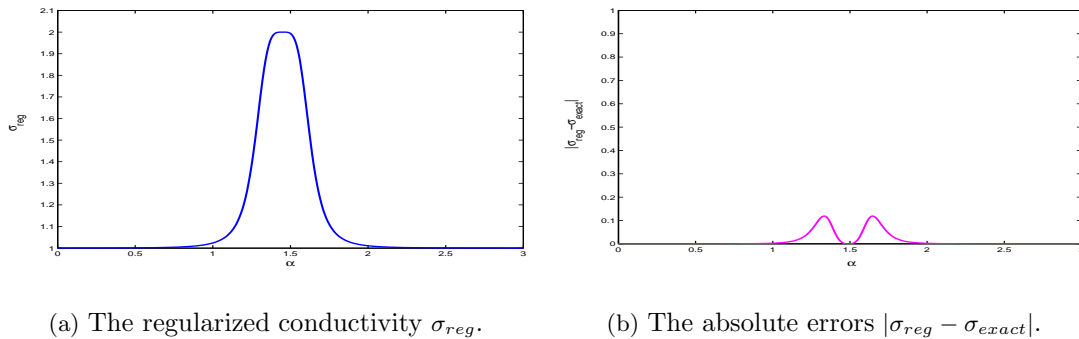 2.1
2
1.9
1.8
1.7
1.6
1.5
1.4
1.3
1.2
1.1
1
σreg
0 0.5 1 1.5 2 2.5 3
α
1
0.9
0.8
0.7
0.6
0.5
0.4
0.3
0.2
0.1
0
|σreg−σexact|
0.5 1 1.5 2 2.5
α
(a) The regularized conductivity σreg.
(b) The absolute errors |σreg − σexact|.